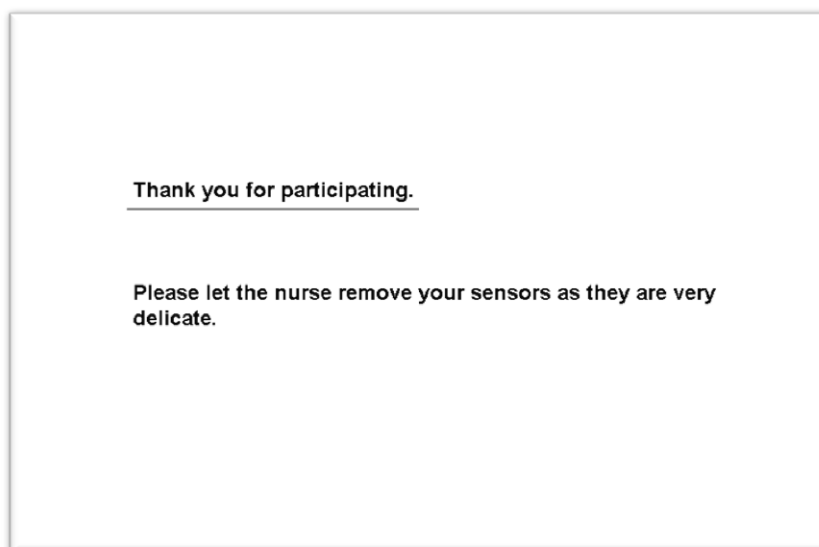 Thank you for participating.
Please let the nurse remove your sensors as they are very
delicate.